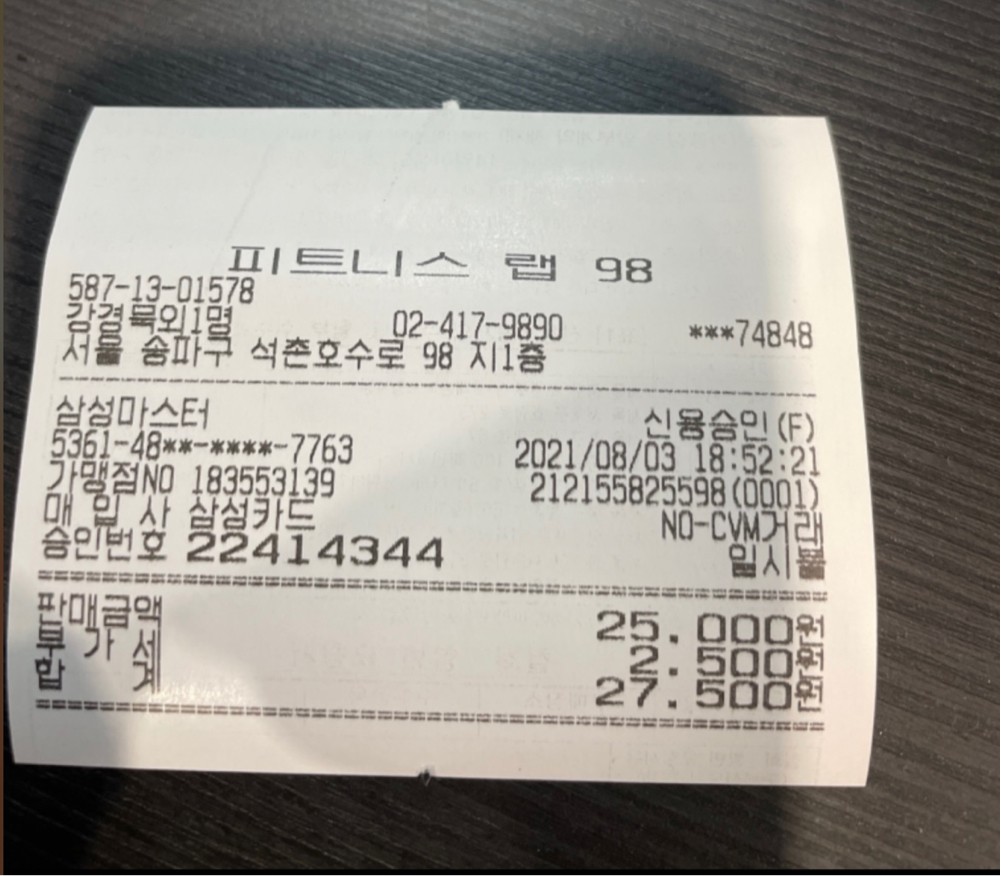 피트니스 랩 98
587-13-01578
강경묵외1명 02-417-9890 ***74848
서울 송파구 석촌호수로 98 지1층
삼성마스터 신용승인(F)
5361-48**-****-7763 2021/08/03 18:52:21
가맹점NO 183553139 212155825598(0001)
매 입 사 삼성카드 NO-CVM거래
승인번호 22414344 일시불
판매금액 25.000원
부 가 세 2.500원
합 계 27.500원